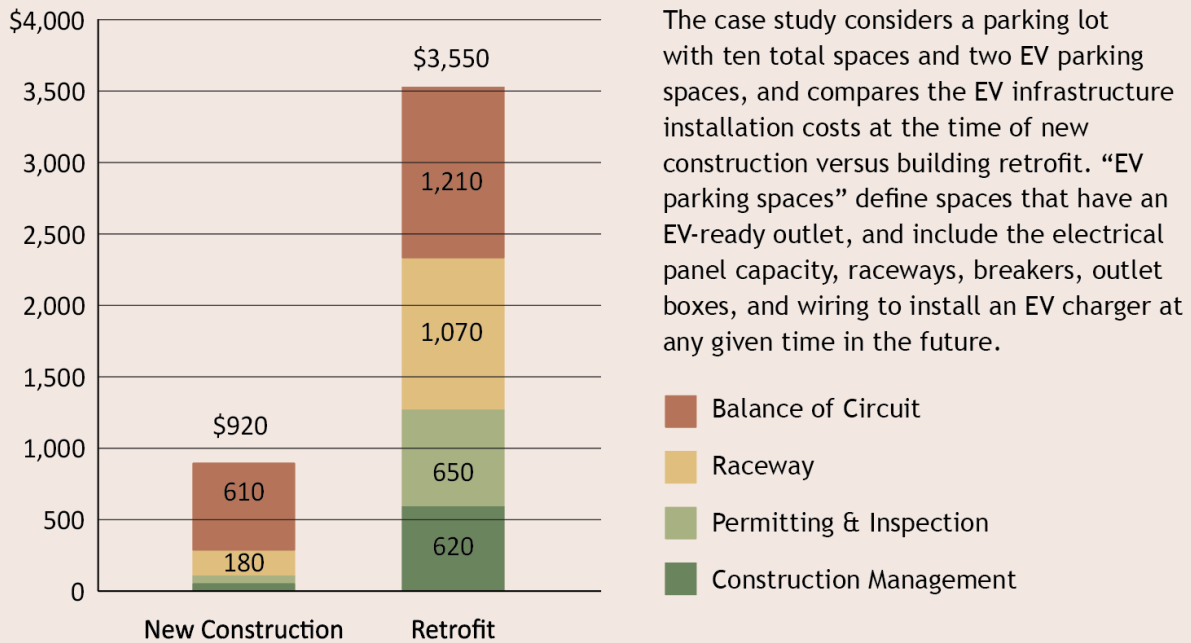 $4,000
3,500
3,000
2,500
2,000
1,500
1,000
500
0
$920
610
180
$3,550
1,210
1,070
650
620
New Construction
Retrofit
The case study considers a parking lot
with ten total spaces and two EV parking
spaces, and compares the EV infrastructure
installation costs at the time of new
construction versus building retrofit. “EV
parking spaces” define spaces that have an
EV-ready outlet, and include the electrical
panel capacity, raceways, breakers, outlet
boxes, and wiring to install an EV charger at
any given time in the future.
Balance of Circuit
Raceway
Permitting & Inspection
Construction Management